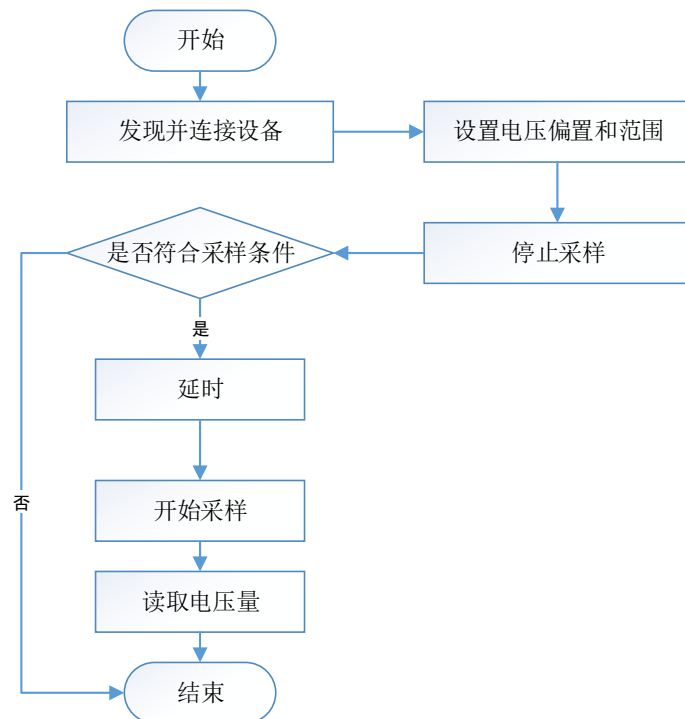 开始
发现并连接设备
设置电压偏置和范围
停止采样
是否符合采样条件
是
延时
否
开始采样
读取电压量
结束